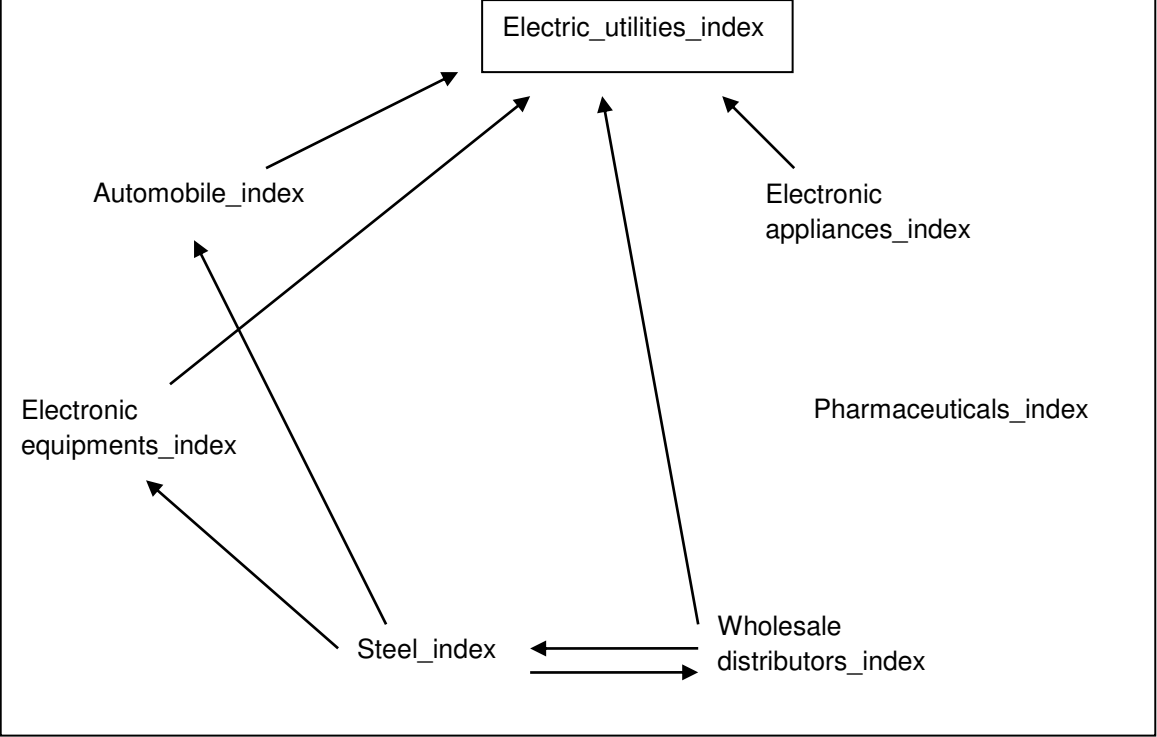 Electric_utilities_index
Automobile_index
Electronic
appliances_index
Electronic
equipments_index
Pharmaceuticals_index
Steel_index
Wholesale
distributors_index